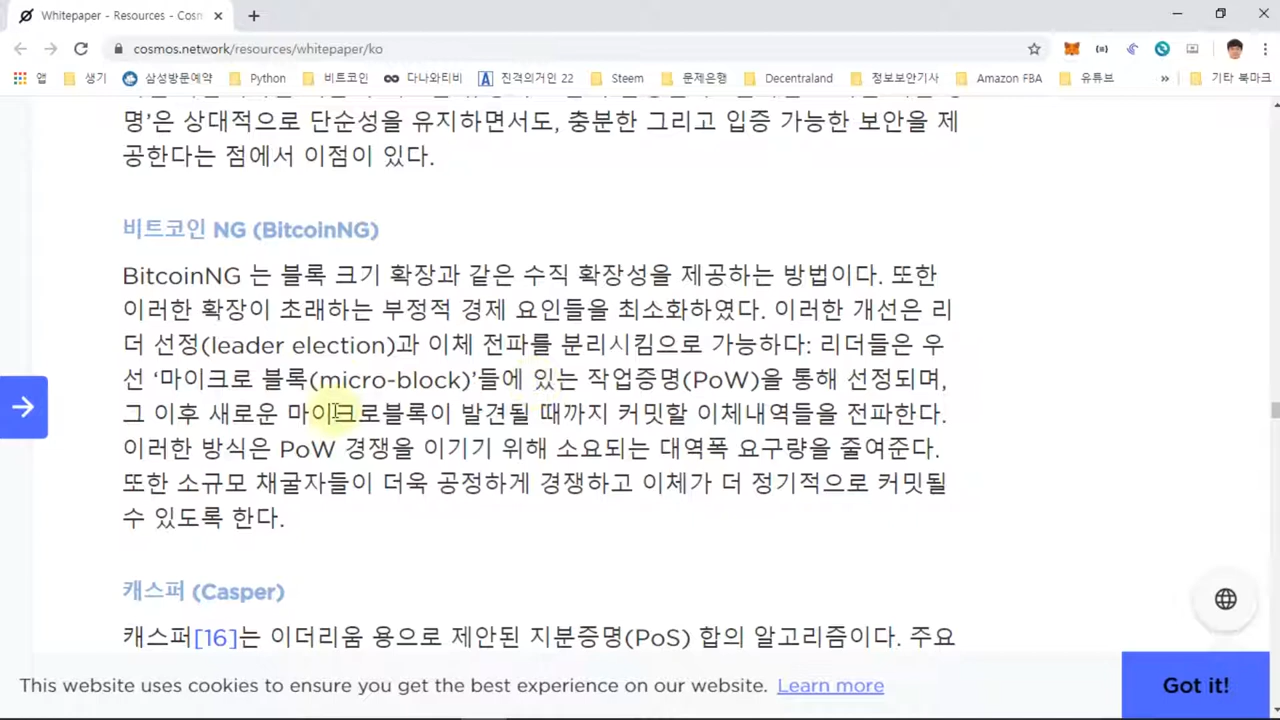 Whitepaper - Resources - Cosm
cosmos.network/resources/whitepaper/ko
앱 생기 삼성방문예약 Python 비트코인 다나와티비 진격의거인 22 Steem 문제은행 Decentraland 정보보안기사 Amazon FBA 유튜브 » 기타 북마크
명’은 상대적으로 단순성을 유지하면서도, 충분한 그리고 입증 가능한 보안을 제
공한다는 점에서 이점이 있다.
비트코인 NG (BitcoinNG)
BitcoinNG 는 블록 크기 확장과 같은 수직 확장성을 제공하는 방법이다. 또한
이러한 확장이 초래하는 부정적 경제 요인들을 최소화하였다. 이러한 개선은 리
더 선정(leader election)과 이체 전파를 분리시킴으로 가능하다: 리더들은 우
선 ‘마이크로 블록(micro-block)’들에 있는 작업증명(PoW)을 통해 선정되며,
그 이후 새로운 마이크로블록이 발견될 때까지 커밋할 이체내역들을 전파한다.
이러한 방식은 PoW 경쟁을 이기기 위해 소요되는 대역폭 요구량을 줄여준다.
또한 소규모 채굴자들이 더욱 공정하게 경쟁하고 이체가 더 정기적으로 커밋될
수 있도록 한다.
캐스퍼 (Casper)
캐스퍼[16]는 이더리움 용으로 제안된 지분증명(PoS) 합의 알고리즘이다. 주요
This website uses cookies to ensure you get the best experience on our website. Learn more
Got it!